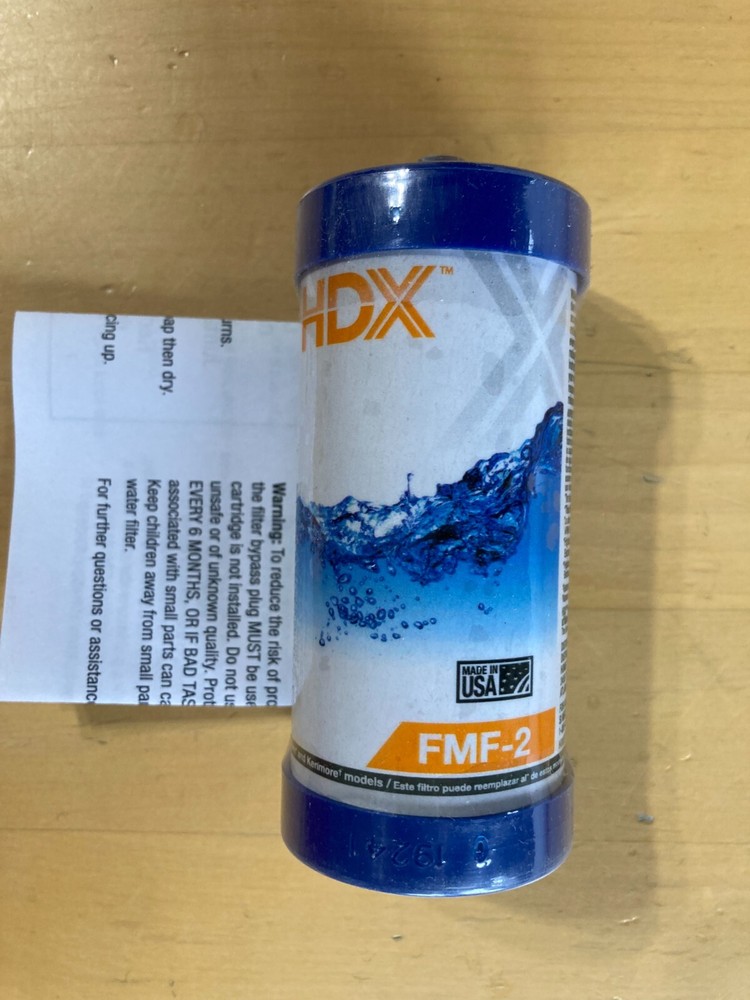 HDX™
MADE IN
USA
FMF-2
and Kenmore† models / Este filtro puede reemplazar al* de
urns.
ap then dry.
cing up.
Warning: To reduce the risk of pro
the filter bypass plug MUST be use
cartridge is not installed. Do not us
unsafe or of unknown quality. Prot
EVERY 6 MONTHS, OR IF BAD TAS
associated with small parts can ca
Keep children away from small pa
water filter.
For further questions or assistanc